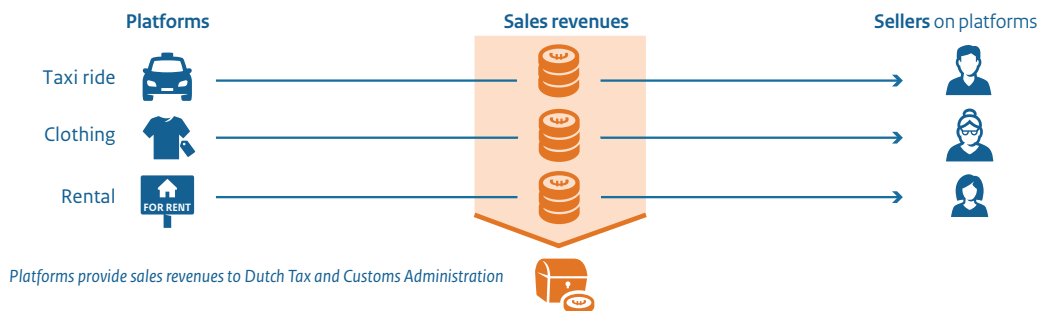 Platforms
Sales revenues
Sellers on platforms
Taxi ride
Clothing
Rental
FOR RENT
Platforms provide sales revenues to Dutch Tax and Customs Administration